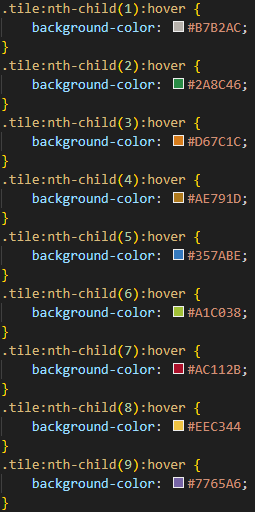 .tile:nth-child(1):hover {
    background-color: #B7B2AC;
}
.tile:nth-child(2):hover {
    background-color: #2A8C46;
}
.tile:nth-child(3):hover {
    background-color: #D67C1C;
}
.tile:nth-child(4):hover {
    background-color: #AE791D;
}
.tile:nth-child(5):hover {
    background-color: #357ABE;
}
.tile:nth-child(6):hover {
    background-color: #A1C038;
}
.tile:nth-child(7):hover {
    background-color: #AC112B;
}
.tile:nth-child(8):hover {
    background-color: #EEC344
}
.tile:nth-child(9):hover {
    background-color: #7765A6;
}